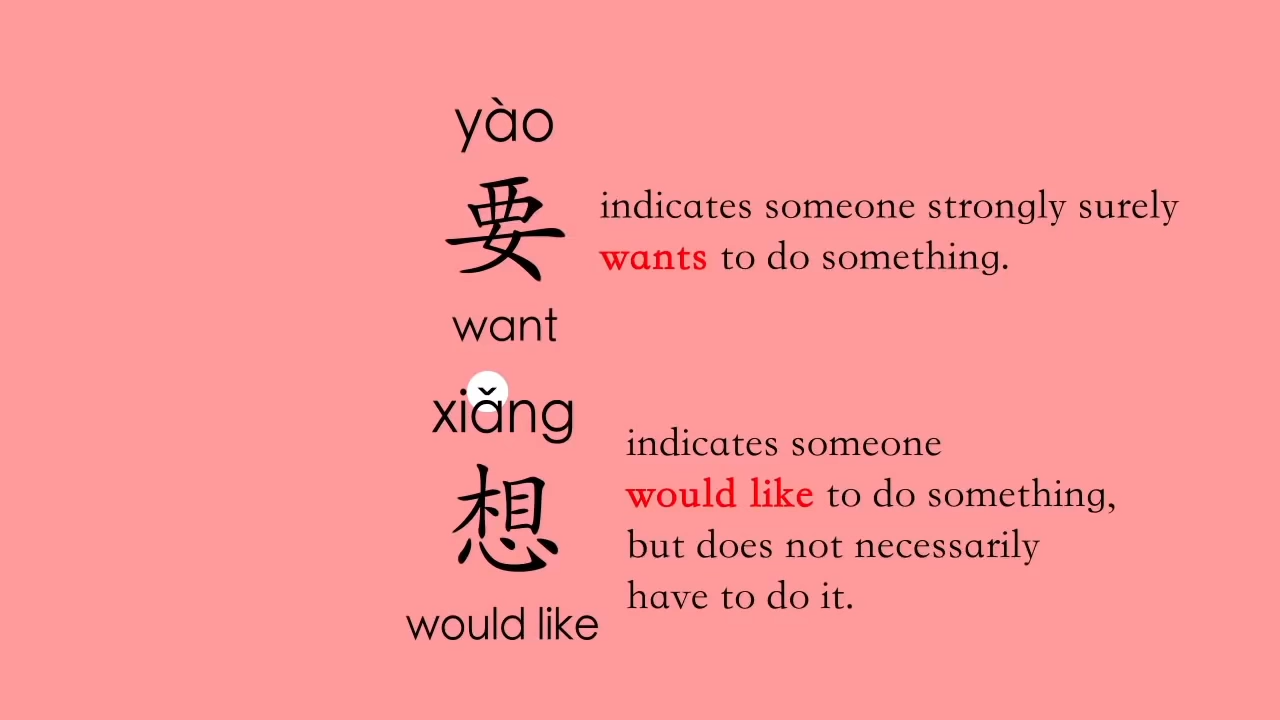 yào
要
indicates someone strongly surely
wants to do something.
want
xiǎng
想
indicates someone
would like to do something,
but does not necessarily
have to do it.
would like